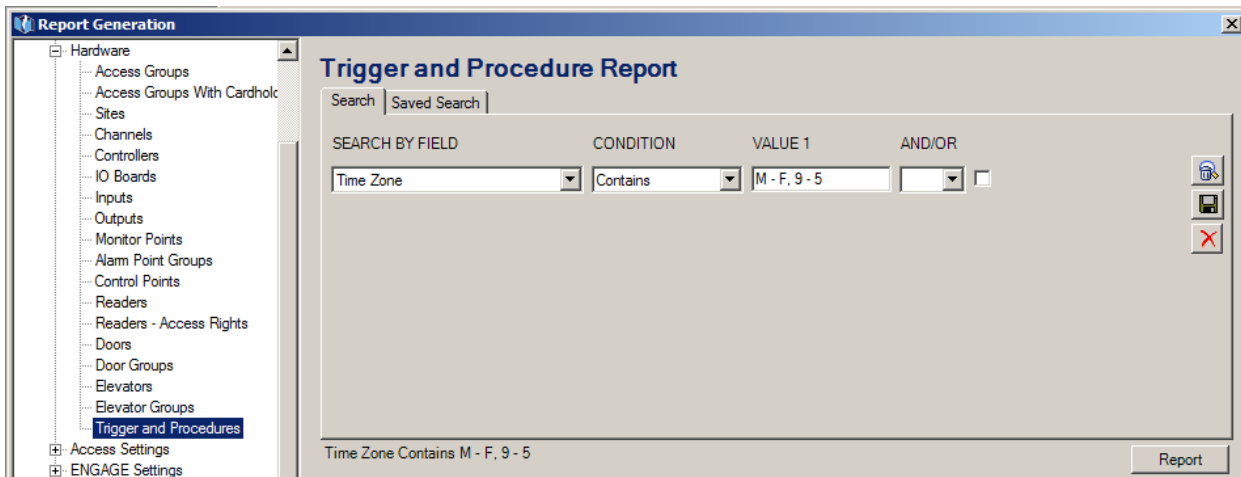 Report Generation
Hardware
Access Groups
Access Groups With Cardholc
Sites
Channels
Controllers
IO Boards
Inputs
Outputs
Monitor Points
Alarm Point Groups
Control Points
Readers
Readers - Access Rights
Doors
Door Groups
Elevators
Elevator Groups
Trigger and Procedures
Access Settings
ENGAGE Settings
Trigger and Procedure Report
Search Saved Search
SEARCH BY FIELD CONDITION VALUE 1 AND/OR
Time Zone Contains M - F, 9 - 5
Time Zone Contains M - F, 9 - 5
Report